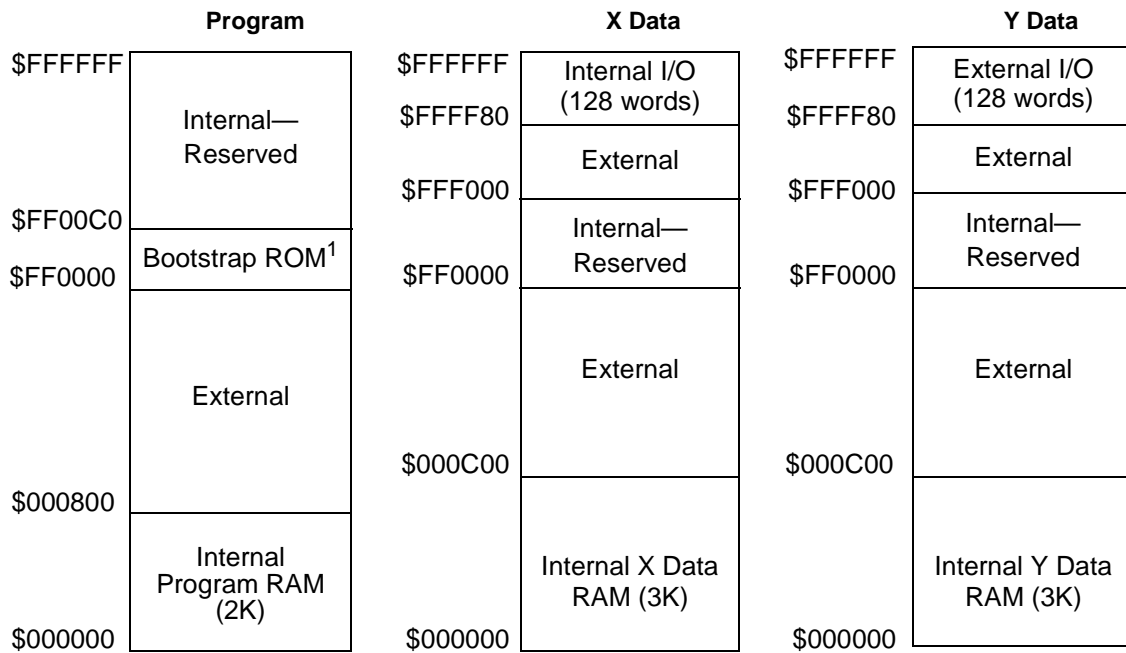 Program
$FFFFFF
Internal—
Reserved
$FF00C0
Bootstrap ROM1
$FF0000
External
$000800
Internal
Program RAM
(2K)
$000000
X Data
$FFFFFF
Internal I/O
(128 words)
$FFFF80
External
$FFF000
Internal—
Reserved
$FF0000
External
$000C00
Internal X Data
RAM (3K)
$000000
Y Data
$FFFFFF
External I/O
(128 words)
$FFFF80
External
$FFF000
Internal—
Reserved
$FF0000
External
$000C00
Internal Y Data
RAM (3K)
$000000